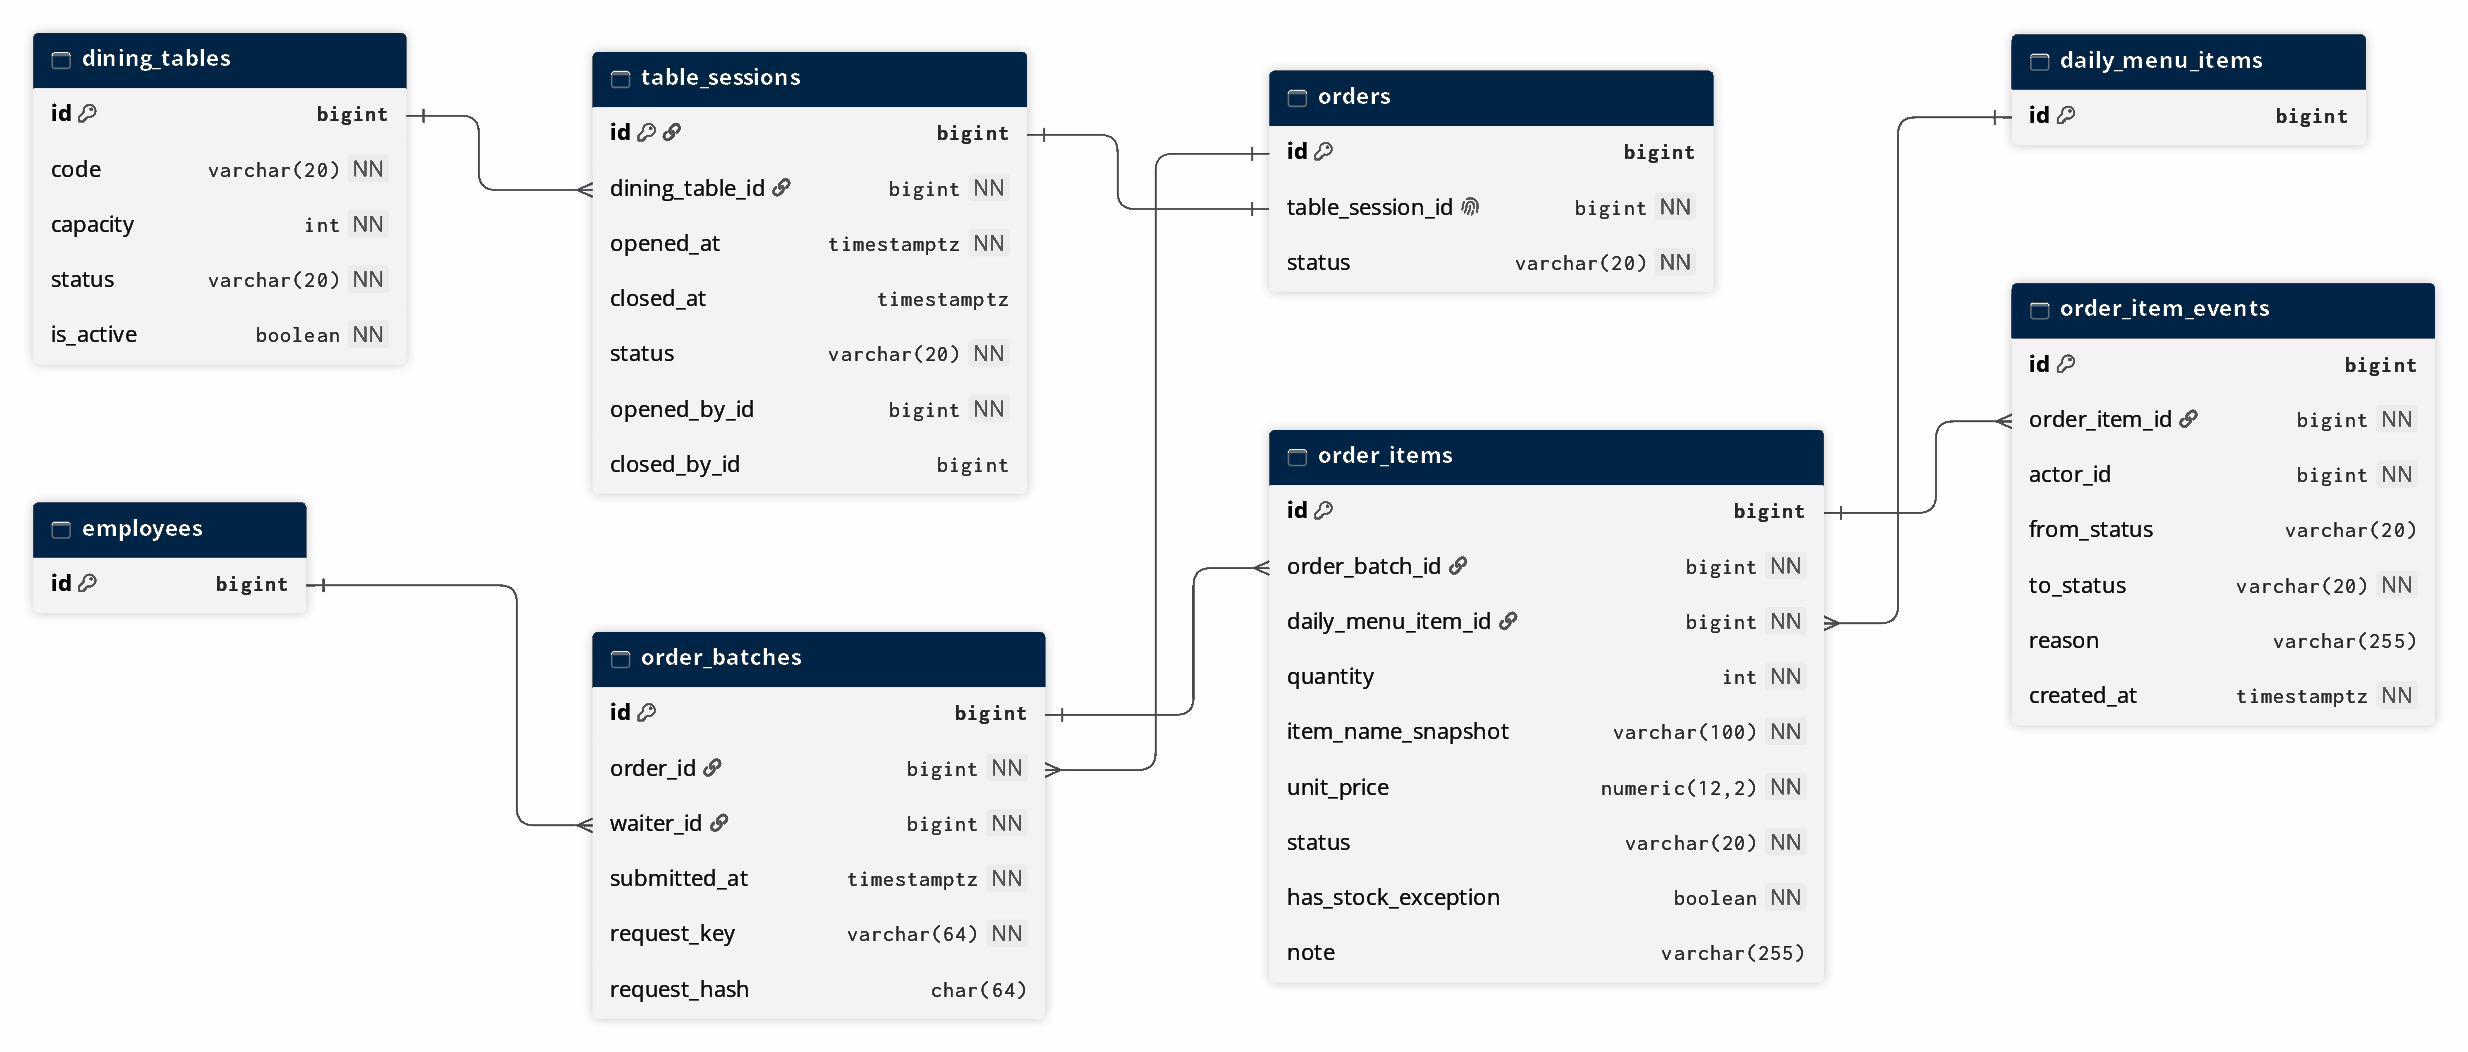 dining_tables
id bigint
code varchar(20) NN
capacity int NN
status varchar(20) NN
is_active boolean NN
table_sessions
id bigint
dining_table_id bigint NN
opened_at timestamptz NN
closed_at timestamptz
status varchar(20) NN
opened_by_id bigint NN
closed_by_id bigint
orders
id bigint
table_session_id bigint NN
status varchar(20) NN
daily_menu_items
id bigint
order_item_events
id bigint
order_item_id bigint NN
actor_id bigint NN
from_status varchar(20)
to_status varchar(20) NN
reason varchar(255)
created_at timestamptz NN
employees
id bigint
order_batches
id bigint
order_id bigint NN
waiter_id bigint NN
submitted_at timestamptz NN
request_key varchar(64) NN
request_hash char(64)
order_items
id bigint
order_batch_id bigint NN
daily_menu_item_id bigint NN
quantity int NN
item_name_snapshot varchar(100) NN
unit_price numeric(12,2) NN
status varchar(20) NN
has_stock_exception boolean NN
note varchar(255)